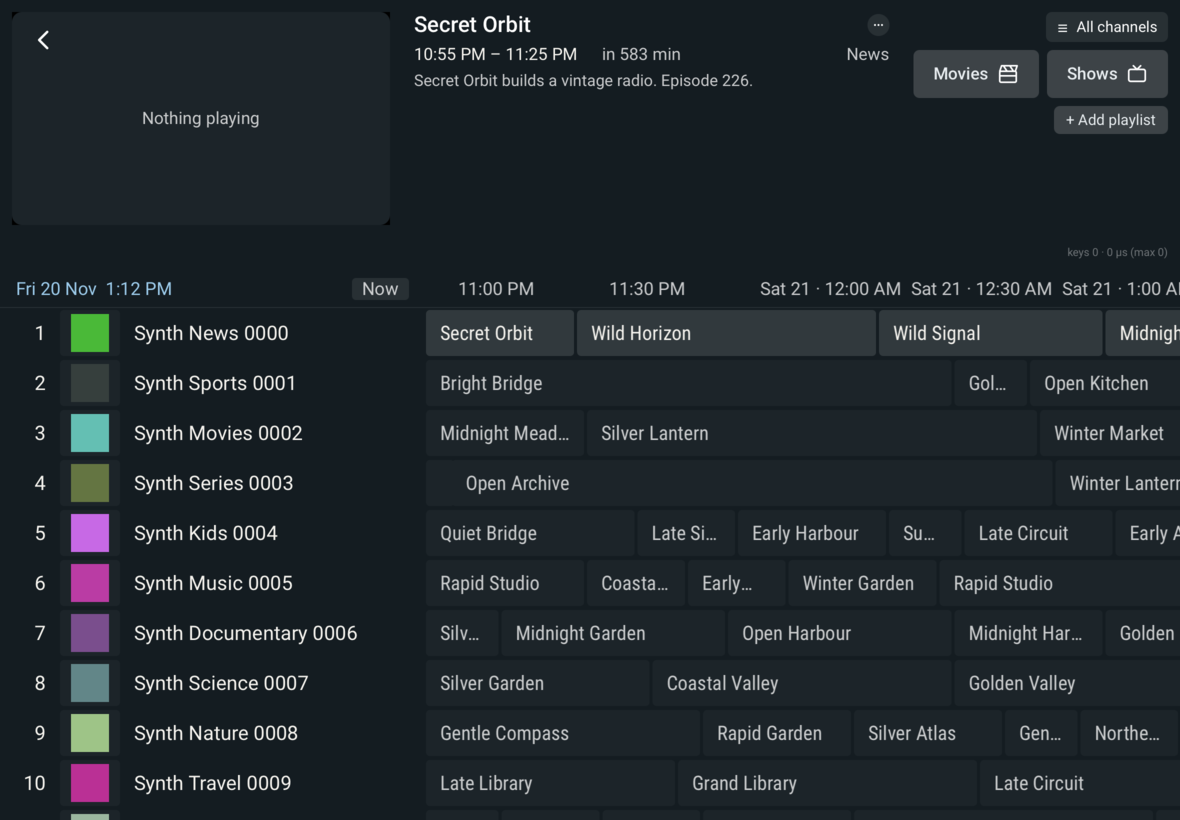 Nothing playing
Secret Orbit
10:55 PM – 11:25 PM in 583 min
News
Secret Orbit builds a vintage radio. Episode 226.
All channels
Movies
Shows
+ Add playlist
keys 0 · 0 µs (max 0)
Fri 20 Nov 1:12 PM
Now
11:00 PM
11:30 PM
Sat 21 · 12:00 AM
Sat 21 · 12:30 AM
Sat 21 · 1:00 A
1 Synth News 0000 Secret Orbit Wild Horizon Wild Signal Midnigh
2 Synth Sports 0001 Bright Bridge Gol… Open Kitchen
3 Synth Movies 0002 Midnight Mead… Silver Lantern Winter Market
4 Synth Series 0003 Open Archive Winter Lantern
5 Synth Kids 0004 Quiet Bridge Late Si… Early Harbour Su… Late Circuit Early A
6 Synth Music 0005 Rapid Studio Coasta… Early… Winter Garden Rapid Studio
7 Synth Documentary 0006 Silv… Midnight Garden Open Harbour Midnight Har… Golden
8 Synth Science 0007 Silver Garden Coastal Valley Golden Valley
9 Synth Nature 0008 Gentle Compass Rapid Garden Silver Atlas Gen… Northe…
10 Synth Travel 0009 Late Library Grand Library Late Circuit